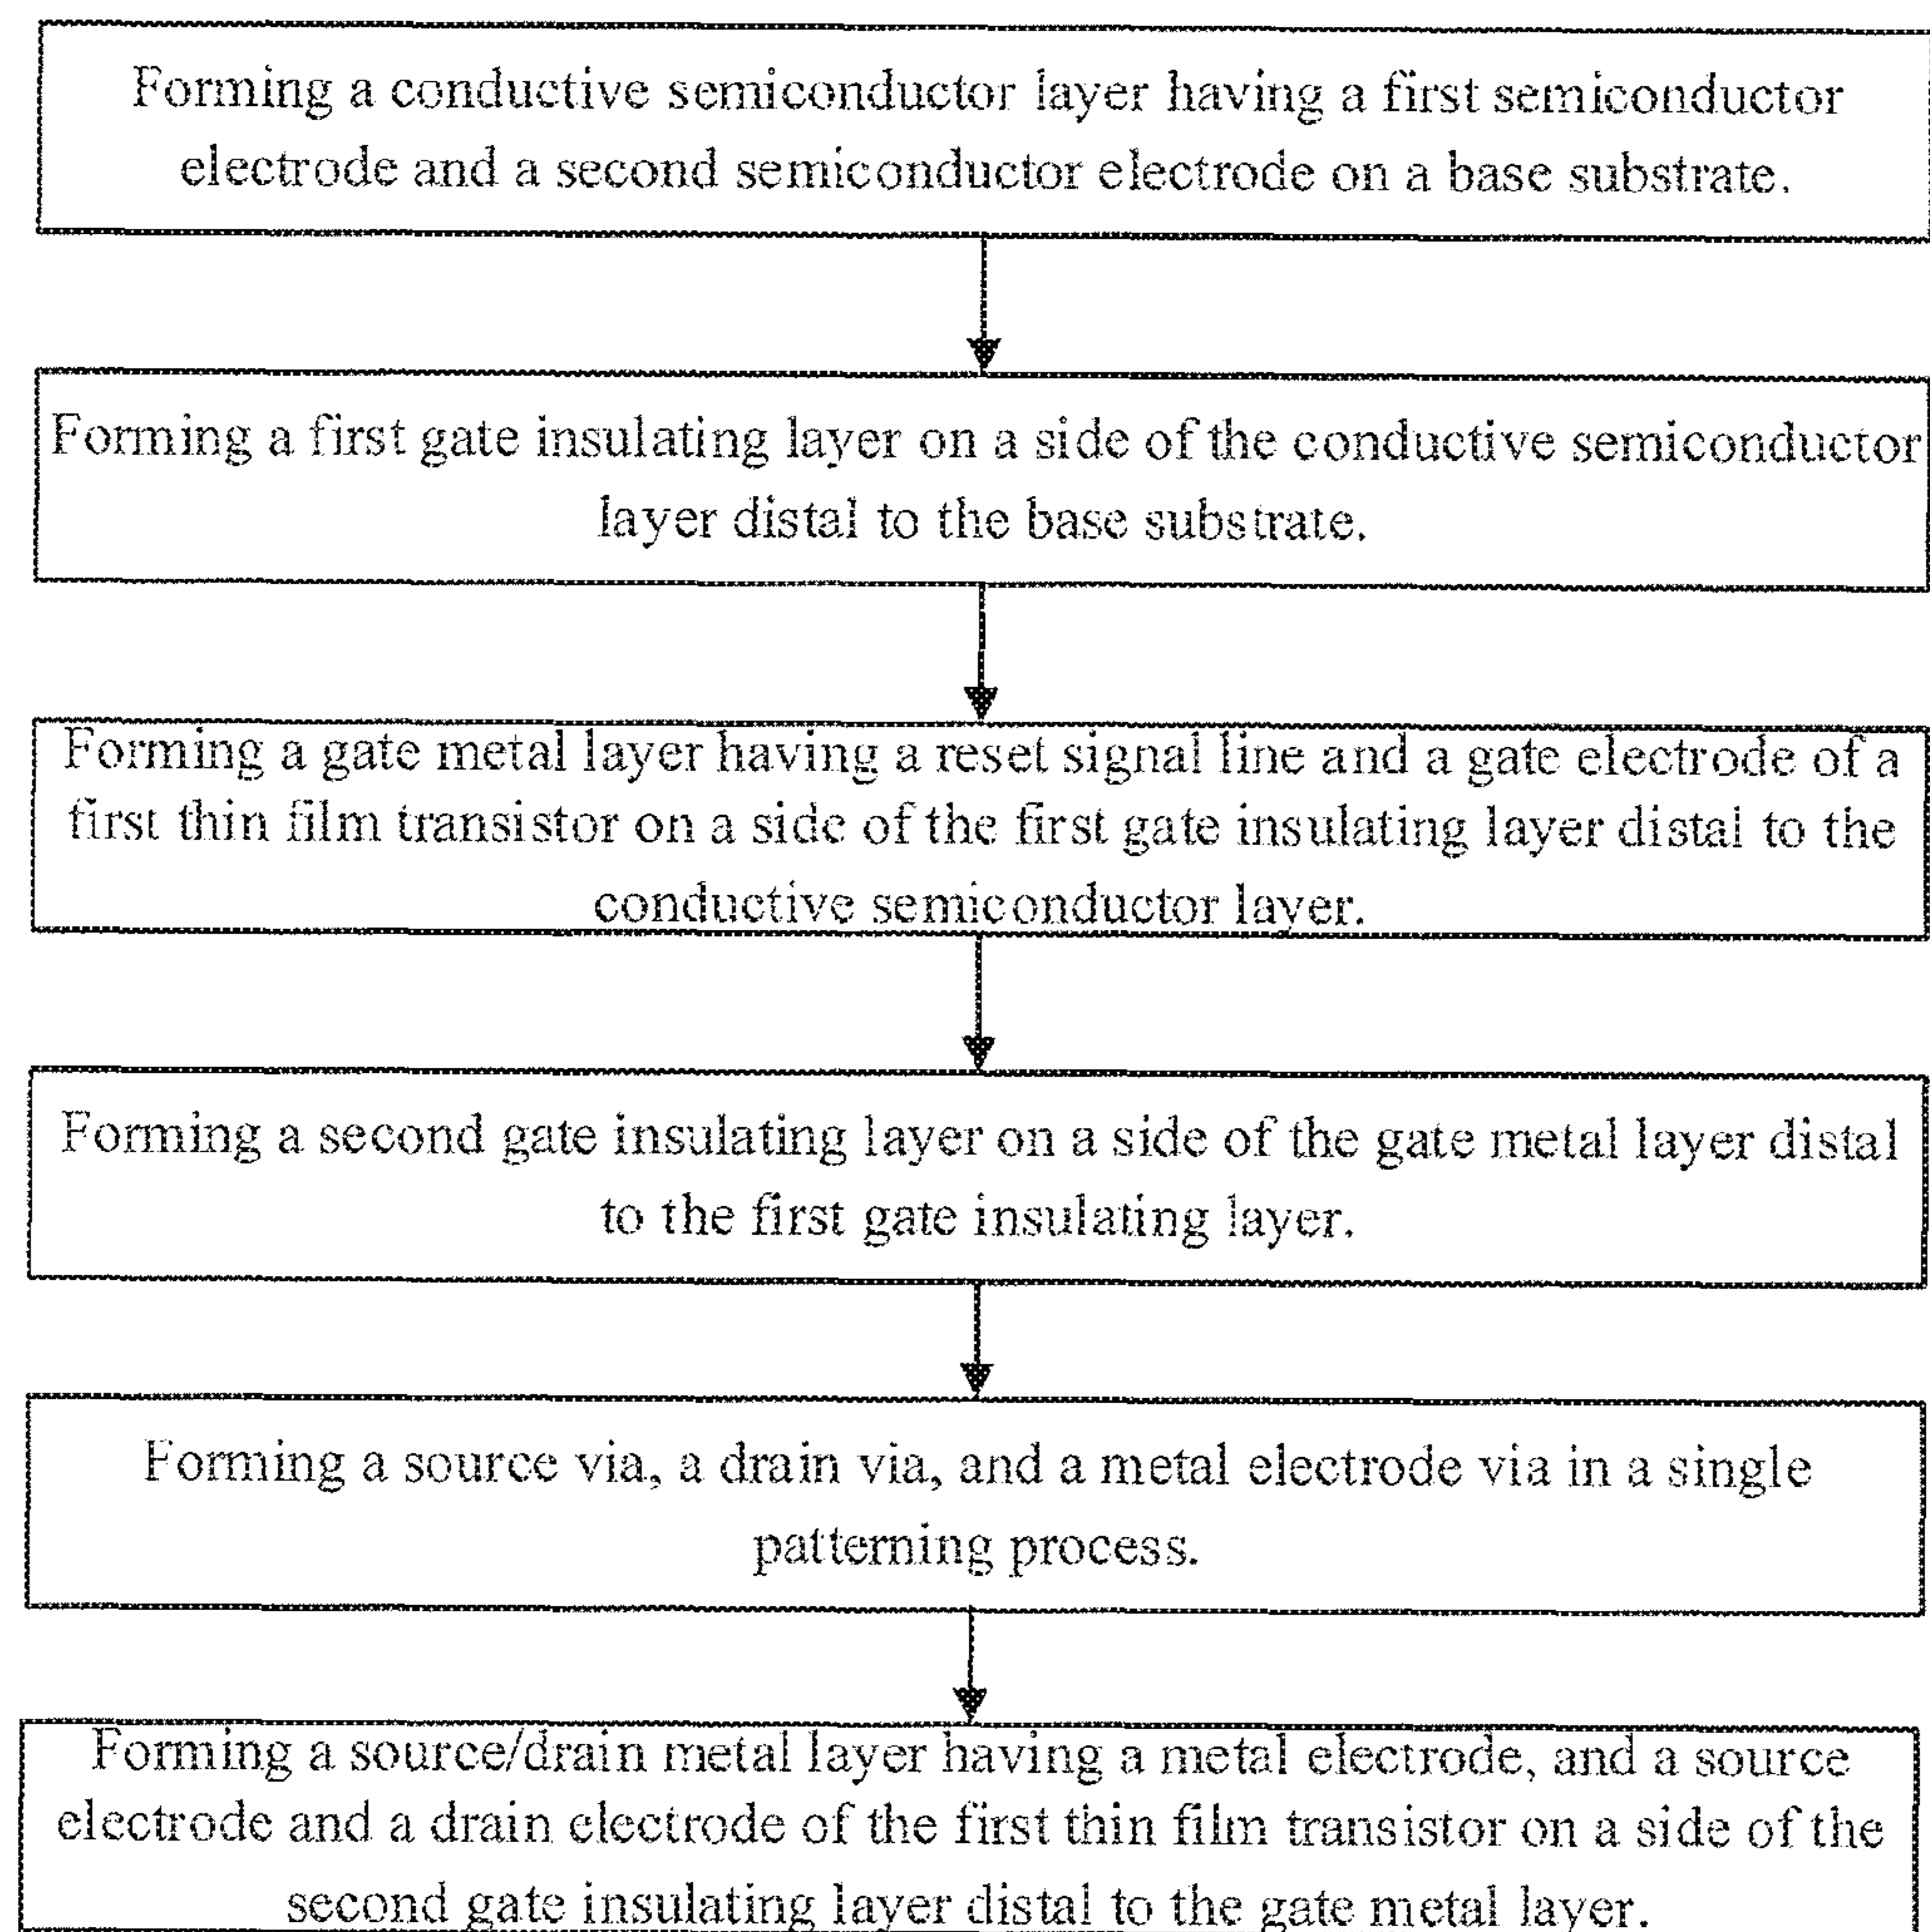 Forming a conductive semiconductor layer having a first semiconductor
electrode and a second semiconductor electrode on a base substrate.
Forming a first gate insulating layer on a side of the conductive semiconductor
layer distal to the base substrate.
Forming a gate metal layer having a reset signal line and a gate electrode of a
first thin film transistor on a side of the first gate insulating layer distal to the
conductive semiconductor layer.
Forming a second gate insulating layer on a side of the gate metal layer distal
to the first gate insulating layer.
Forming a source via, a drain via, and a metal electrode via in a single
patterning process.
Forming a source/drain metal layer having a metal electrode, and a source
electrode and a drain electrode of the first thin film transistor on a side of the
second gate insulating layer distal to the gate metal layer.